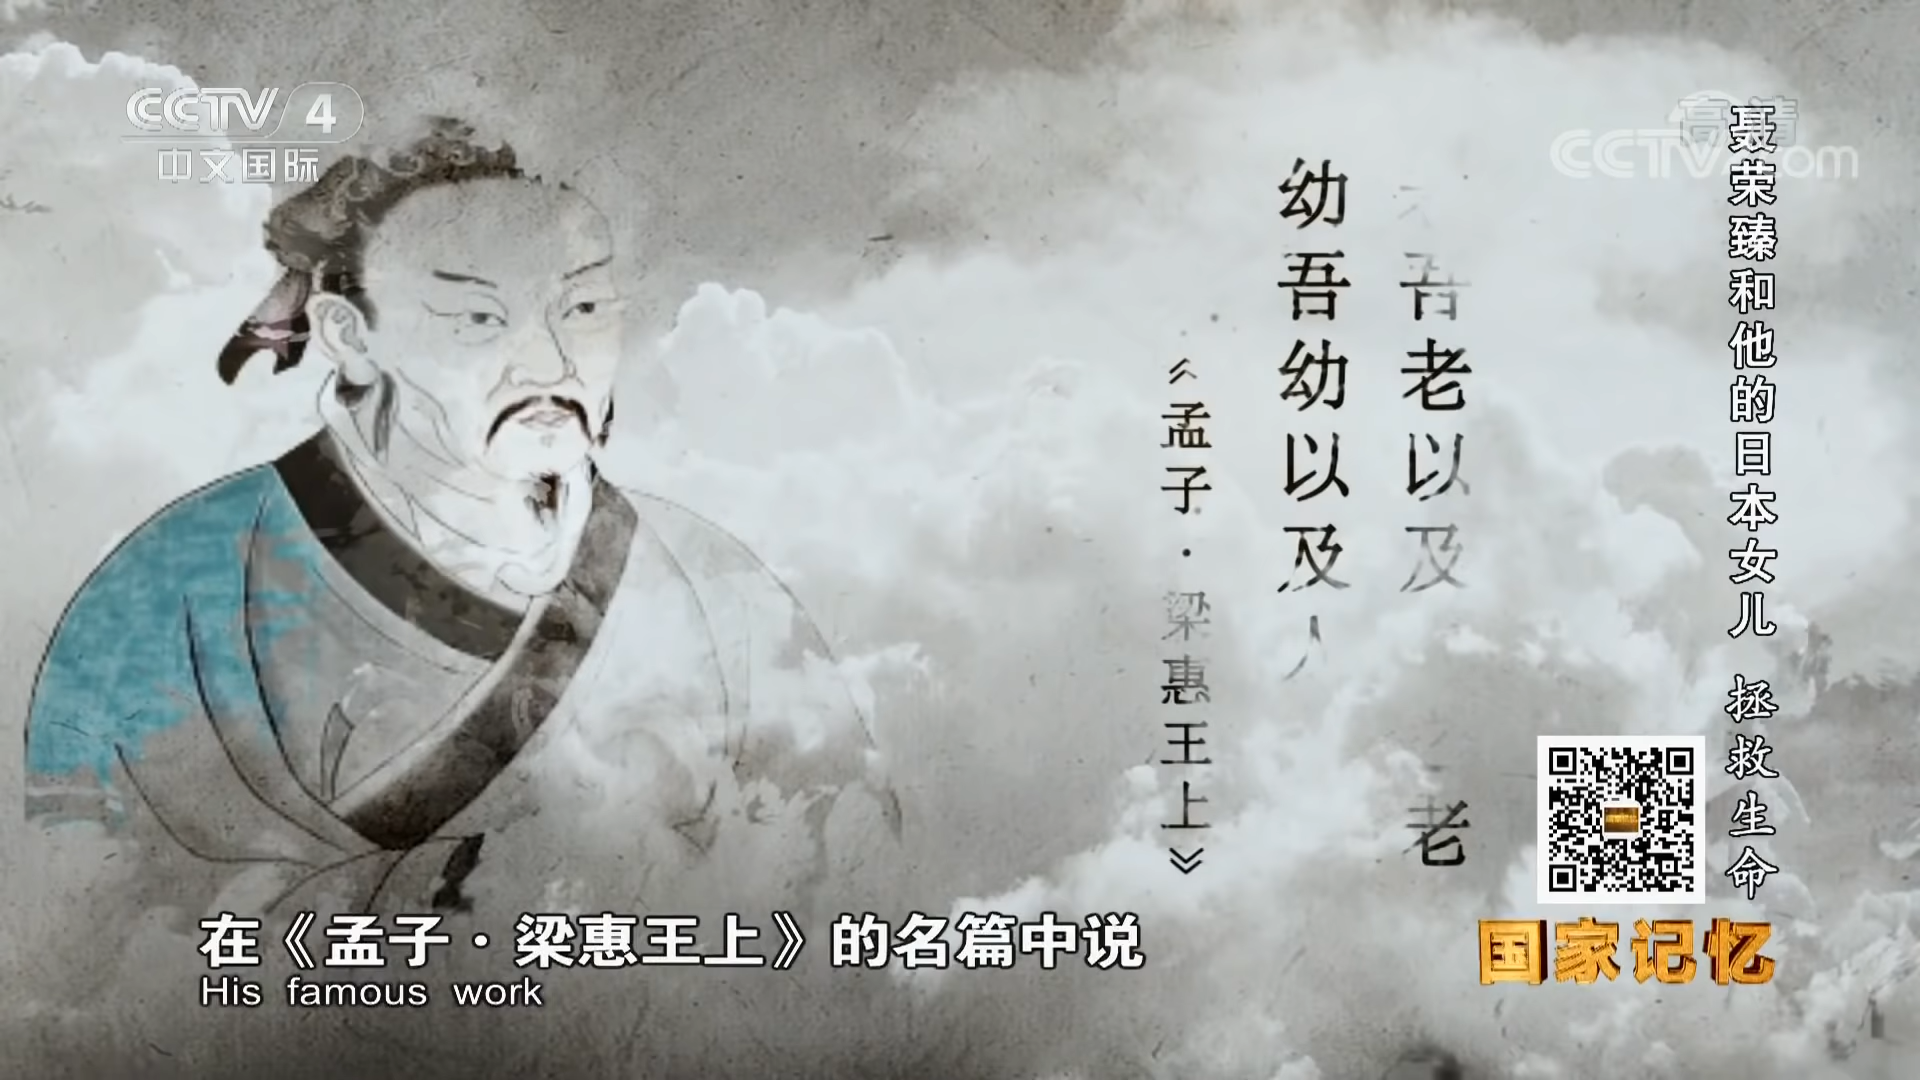 CCTV 4
中文国际
高清
CCTV.com
吾老以及 老
幼吾幼以及人
《孟子·梁惠王上》
聂荣臻和他的日本女儿 拯救生命
国家记忆
在《孟子·梁惠王上》的名篇中说
His famous work